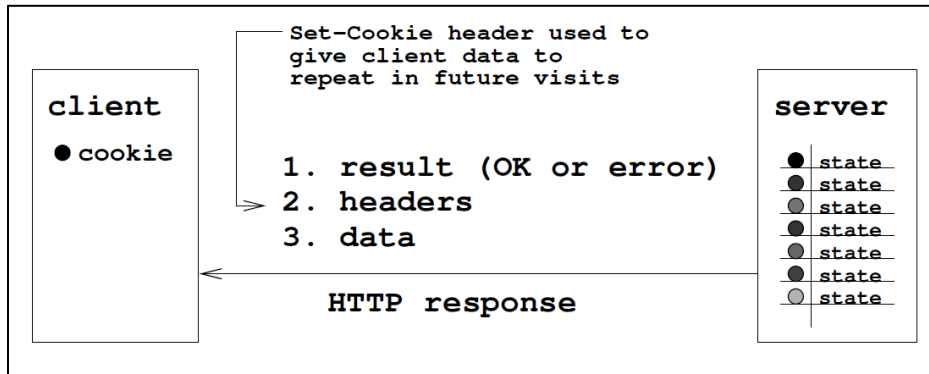 Set-Cookie header used to
give client data to
repeat in future visits
client
cookie
1. result (OK or error)
2. headers
3. data
HTTP response
server
state
state
state
state
state
state
state